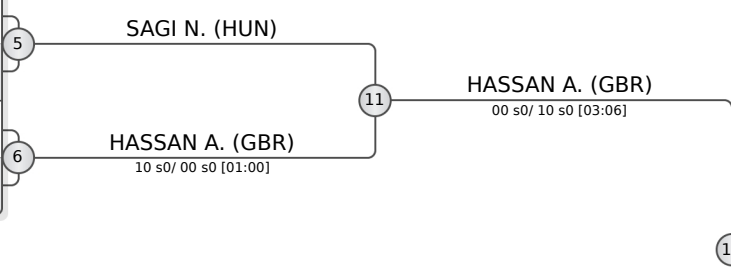 SAGI N. (HUN)
5
HASSAN A. (GBR)
11
00 s0/ 10 s0 [03:06]
HASSAN A. (GBR)
6
10 s0/ 00 s0 [01:00]